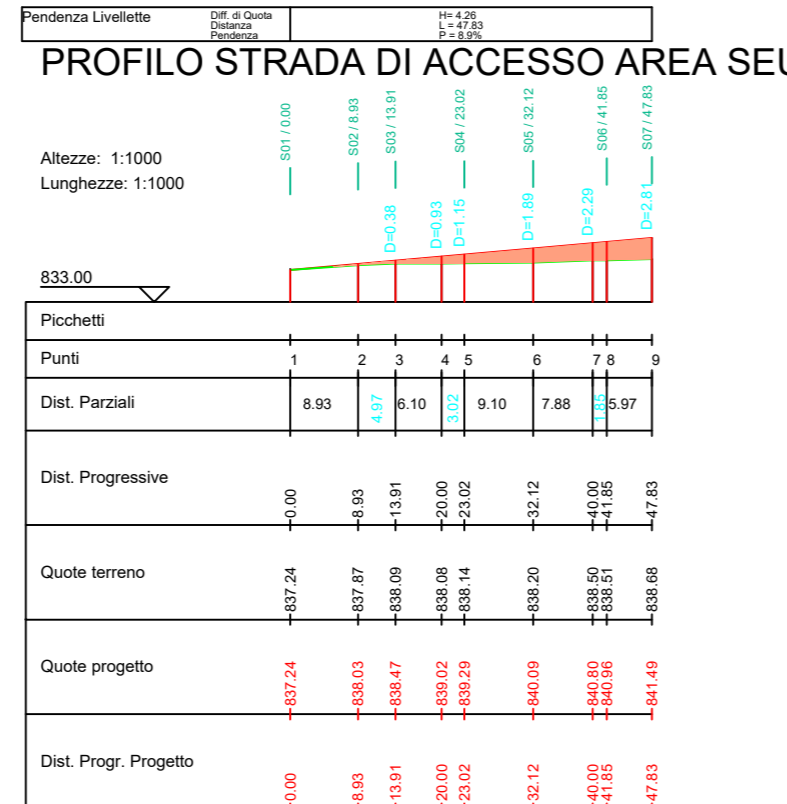 Pendenza Livellette
Diff. di Quota
Distanza
Pendenza
H= 4.26
L = 47.83
P = 8.9%
PROFILO STRADA DI ACCESSO AREA SEU
Altezze: 1:1000
Lunghezze: 1:1000
S01 / 0.00
S02 / 8.93
S03 / 13.91
S04 / 23.02
S05 / 32.12
S06 / 41.85
S07 / 47.83
D=0.38
D=0.93
D=1.15
D=1.89
D=2.29
D=2.81
833.00
Picchetti
Punti 1 2 3 4 5 6 7 8 9
Dist. Parziali 8.93 4.97 6.10 3.02 9.10 7.88 1.85 5.97
Dist. Progressive 0.00 8.93 13.91 20.00 23.02 32.12 40.00 41.85 47.83
Quote terreno 837.24 837.87 838.09 838.08 838.14 838.20 838.50 838.51 838.68
Quote progetto 837.24 838.03 838.47 839.02 839.29 840.09 840.80 840.96 841.49
Dist. Progr. Progetto 0.00 8.93 13.91 20.00 23.02 32.12 40.00 41.85 47.83